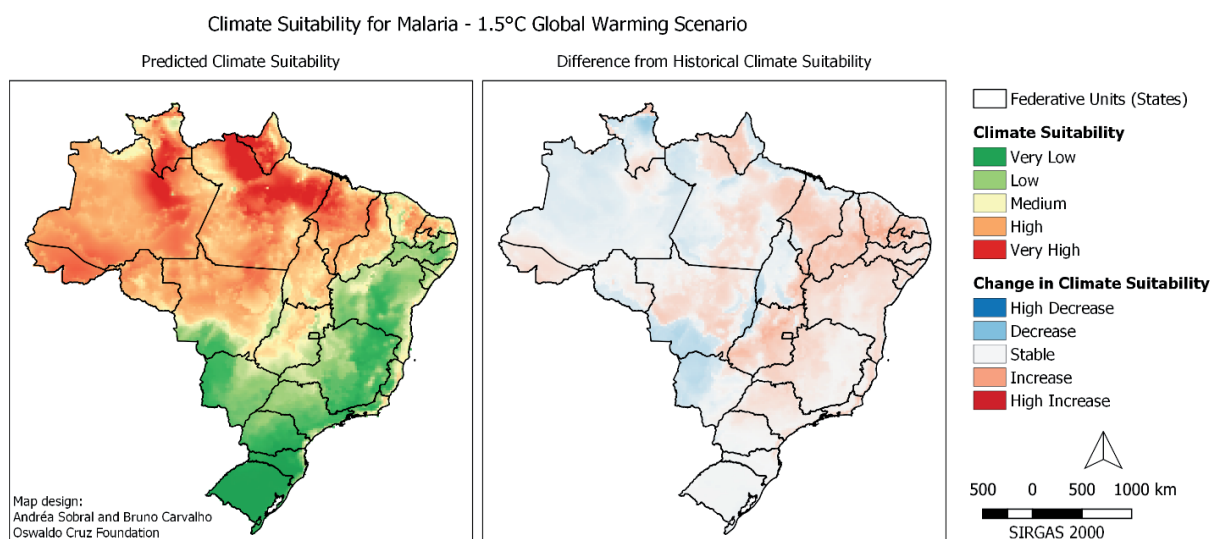 Climate Suitability for Malaria - 1.5°C Global Warming Scenario
Predicted Climate Suitability
Difference from Historical Climate Suitability
Map design:
Andréa Sobral and Bruno Carvalho
Oswaldo Cruz Foundation
Federative Units (States)
Climate Suitability
Very Low
Low
Medium
High
Very High
Change in Climate Suitability
High Decrease
Decrease
Stable
Increase
High Increase
500 0 500 1000 km
SIRGAS 2000